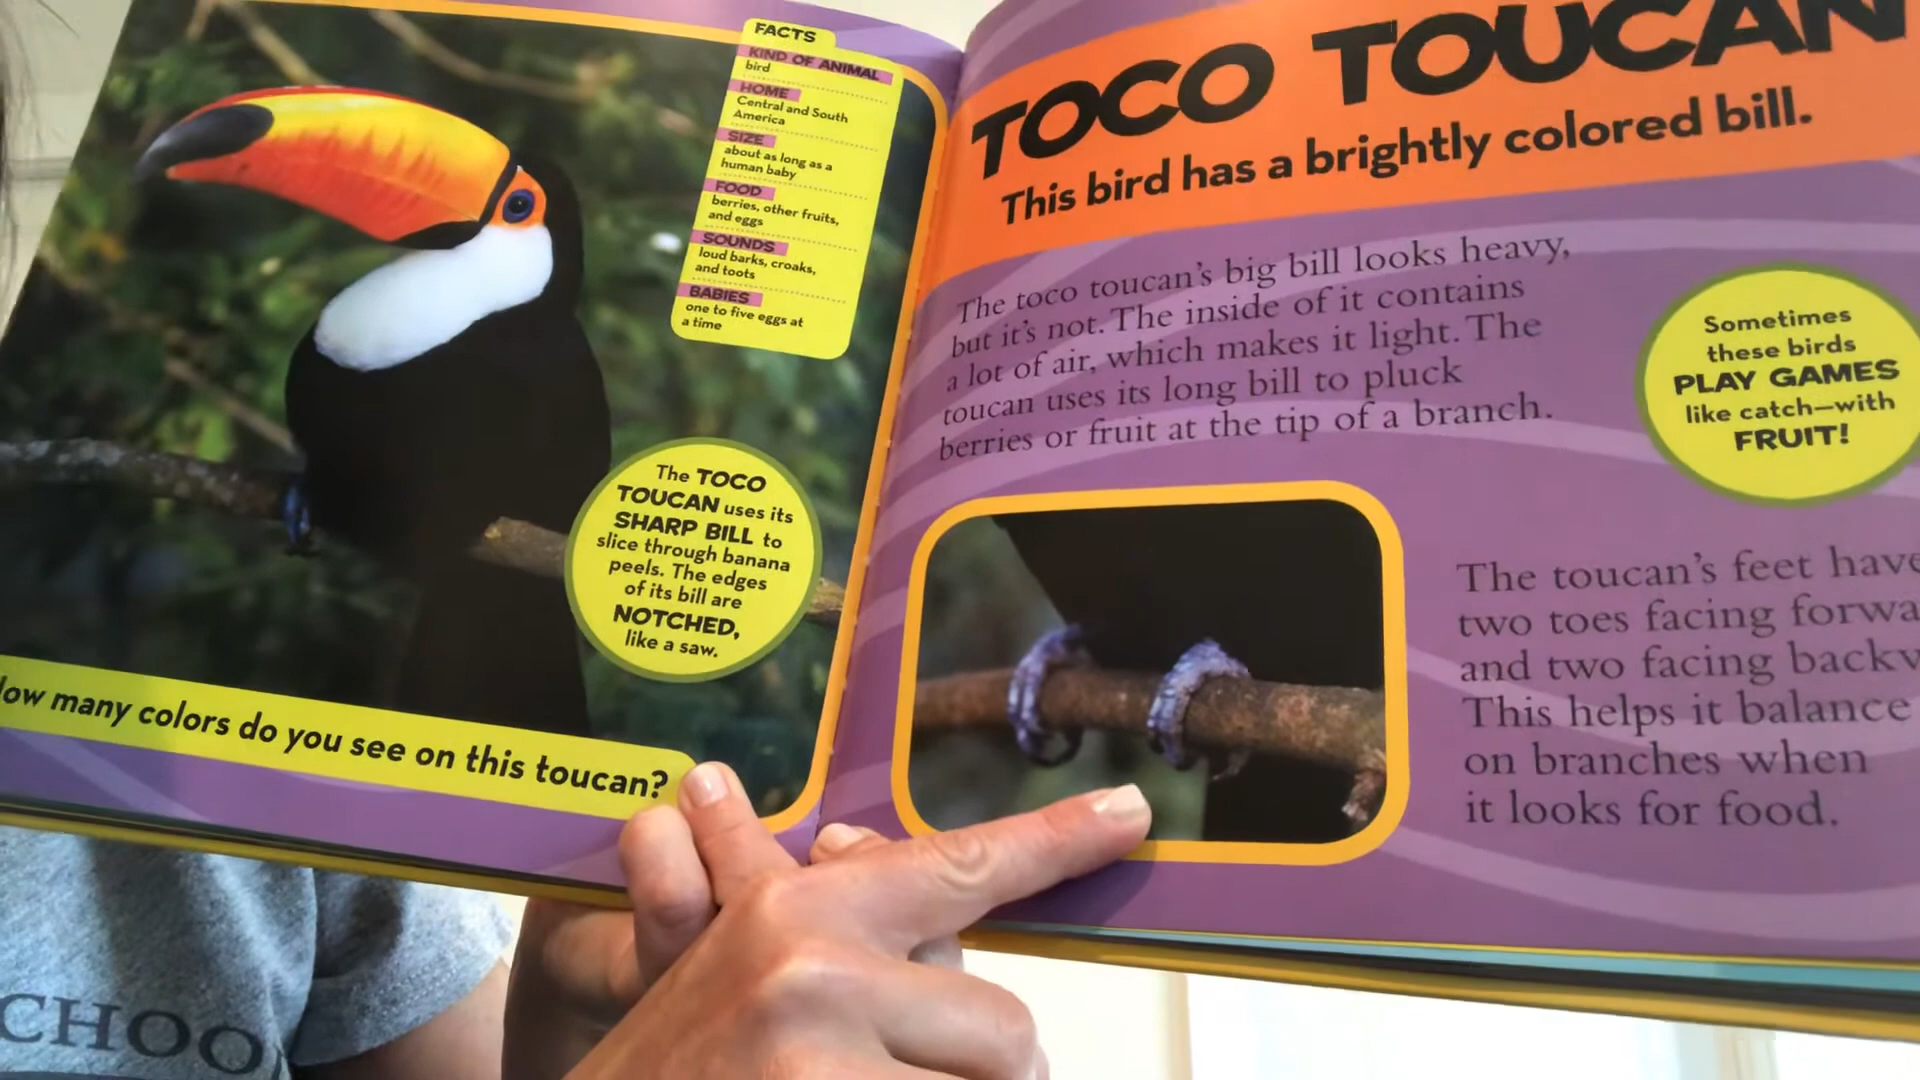 FACTS
KIND OF ANIMAL
bird
HOME
Central and South
America
SIZE
about as long as a
human baby
FOOD
berries, other fruits,
and eggs
SOUNDS
loud barks, croaks,
and toots
BABIES
one to five eggs at
a time
The TOCO
TOUCAN uses its
SHARP BILL to
slice through banana
peels. The edges
of its bill are
NOTCHED,
like a saw.
How many colors do you see on this toucan?
TOCO TOUCAN
This bird has a brightly colored bill.
The toco toucan's big bill looks heavy,
but it's not. The inside of it contains
a lot of air, which makes it light. The
toucan uses its long bill to pluck
berries or fruit at the tip of a branch.
Sometimes
these birds
PLAY GAMES
like catch—with
FRUIT!
The toucan's feet have
two toes facing forwa
and two facing backw
This helps it balance
on branches when
it looks for food.
CHOO